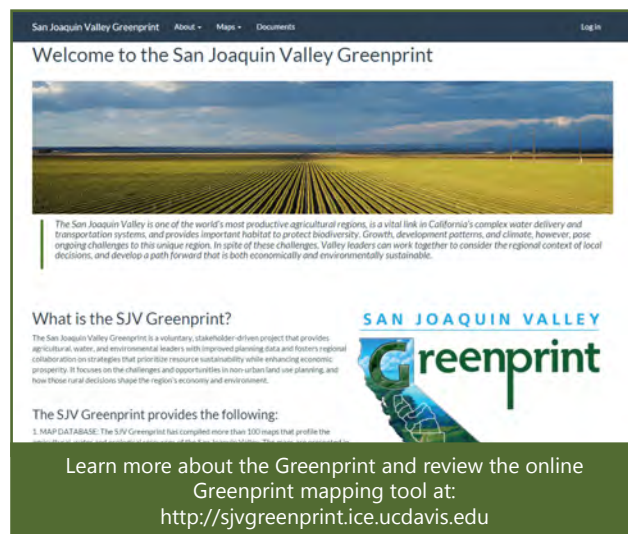 San Joaquin Valley Greenprint About Maps Documents Log in
Welcome to the San Joaquin Valley Greenprint
The San Joaquin Valley is one of the world's most productive agricultural regions, is a vital link in California's complex water delivery and
transportation systems, and provides important habitat to protect biodiversity. Growth, development patterns, and climate, however, pose
ongoing challenges to this unique region. In spite of these challenges, Valley leaders can work together to consider the regional context of local
decisions, and develop a path forward that is both economically and environmentally sustainable.
What is the SJV Greenprint?
The San Joaquin Valley Greenprint is a voluntary, stakeholder-driven project that provides
agricultural, water, and environmental leaders with improved planning data and fosters regional
collaboration on strategies that prioritize resource sustainability while enhancing economic
prosperity. It focuses on the challenges and opportunities in non-urban land use planning, and
how those rural decisions shape the region's economy and environment.
SAN JOAQUIN VALLEY
Greenprint
The SJV Greenprint provides the following:
1. MAP DATABASE: The SJV Greenprint has compiled more than 100 maps that profile the
Learn more about the Greenprint and review the online
Greenprint mapping tool at:
http://sjvgreenprint.ice.ucdavis.edu